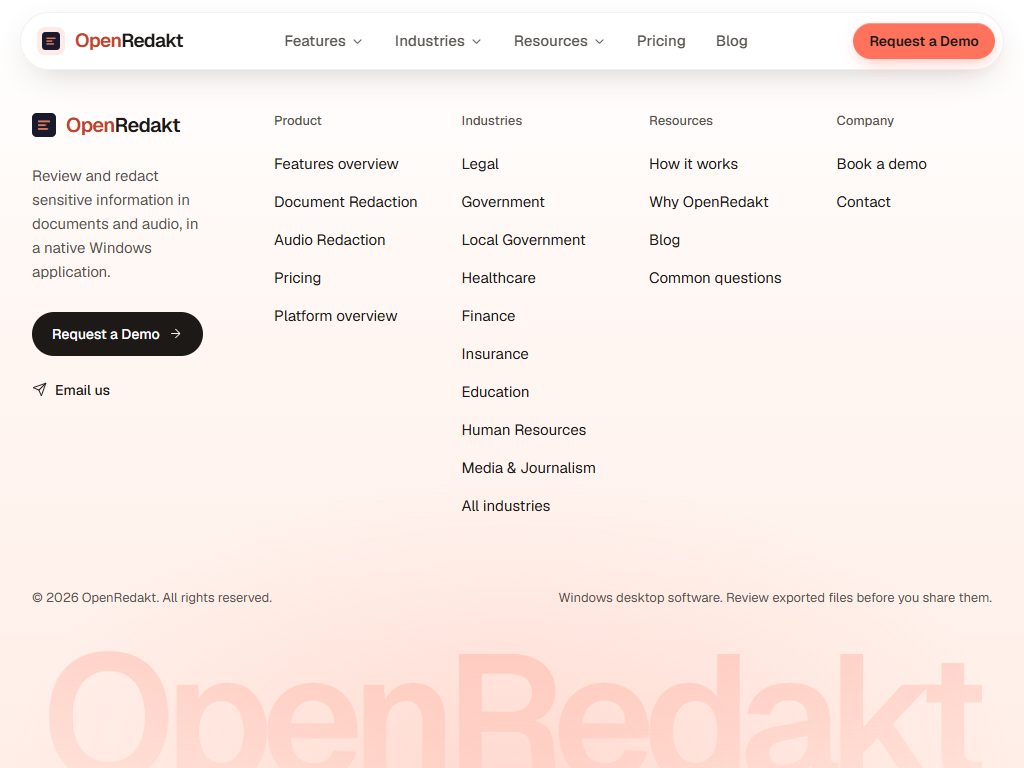 OpenRedakt
Features
Industries
Resources
Pricing
Blog
Request a Demo
OpenRedakt
Review and redact
sensitive information in
documents and audio, in
a native Windows
application.
Request a Demo
Email us
Product
Features overview
Document Redaction
Audio Redaction
Pricing
Platform overview
Industries
Legal
Government
Local Government
Healthcare
Finance
Insurance
Education
Human Resources
Media & Journalism
All industries
Resources
How it works
Why OpenRedakt
Blog
Common questions
Company
Book a demo
Contact
© 2026 OpenRedakt. All rights reserved.
Windows desktop software. Review exported files before you share them.
OpenRedakt